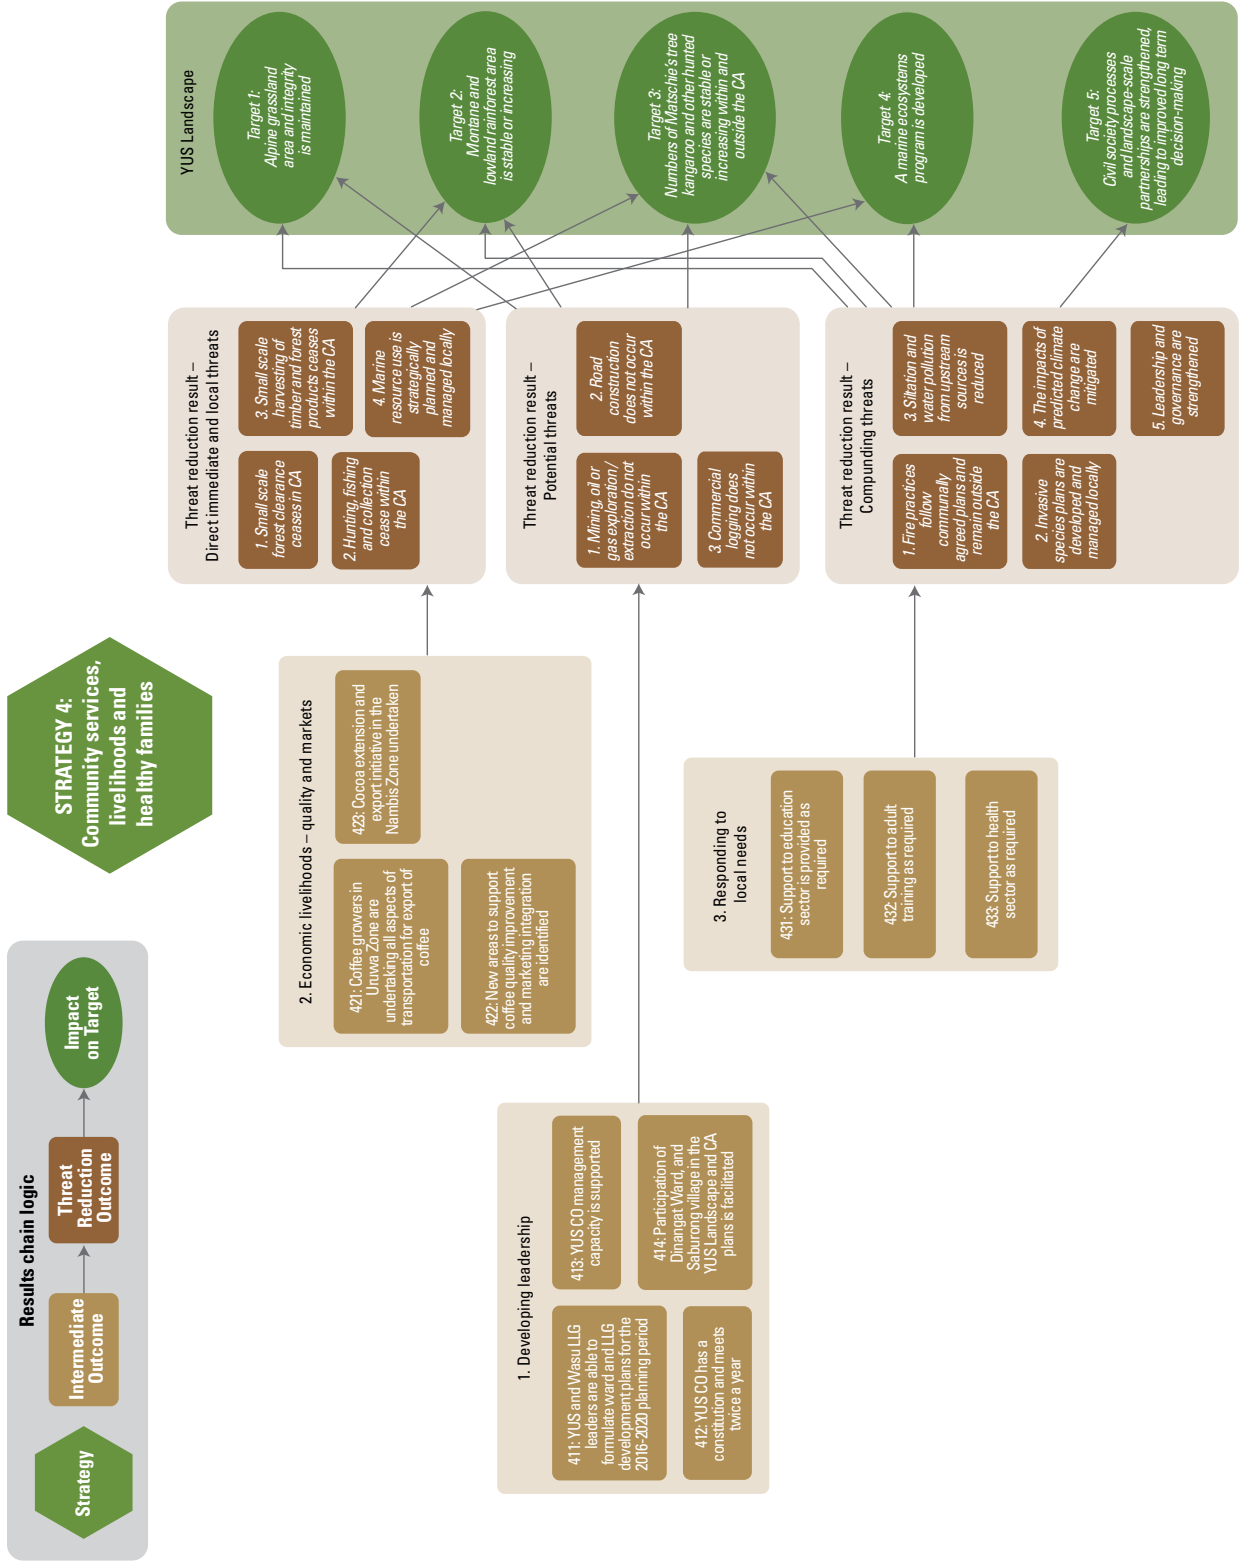 Results chain logic
Strategy
Intermediate
Outcome
Threat
Reduction
Outcome
Impact
on Target
STRATEGY 4:
Community services,
livelihoods and
healthy families
1. Developing leadership
411: YUS and Wasu LLG
leaders are able to
formulate ward and LLG
development plans for the
2016-2020 planning period
412: YUS CO has a
constitution and meets
twice a year
413: YUS CO management
capacity is supported
414: Participation of
Dinangat Ward, and
Saburong village in the
YUS Landscape and CA
plans is facilitated
2. Economic livelihoods – quality and markets
421: Coffee growers in
Uruwa Zone are
undertaking all aspects of
transportation for export of
coffee
422: New areas to support
coffee quality improvement
and marketing integration
are identified
423: Cocoa extension and
export initiative in the
Nambis Zone undertaken
3. Responding to
local needs
431: Support to education
sector is provided as
required
432: Support to adult
training as required
433: Support to health
sector as required
Threat reduction result –
Direct immediate and local threats
1. Small scale
forest clearance
ceases in CA
2. Hunting, fishing
and collection
cease within
the CA
3. Small scale
harvesting of
timber and forest
products ceases
within the CA
4. Marine
resource use is
strategically
planned and
managed locally
Threat reduction result –
Potential threats
1. Mining, oil or
gas exploration/
extraction do not
occur within
the CA
2. Road
construction
does not occur
within the CA
3. Commercial
logging does
not occur within
the CA
Threat reduction result –
Compunding threats
1. Fire practices
follow
communally
agreed plans and
remain outside
the CA
2. Invasive
species plans are
developed and
managed locally
3. Siltation and
water pollution
from upstream
sources is
reduced
4. The impacts of
predicted climate
change are
mitigated
5. Leadership and
governance are
strengthened
YUS Landscape
Target 1:
Alpine grassland
area and integrity
is maintained
Target 2:
Montane and
lowland rainforest area
is stable or increasing
Target 3:
Numbers of Matschie's tree
kangaroo and other hunted
species are stable or
increasing within and
outside the CA
Target 4:
A marine ecosystems
program is developed
Target 5:
Civil society processes
and landscape-scale
partnerships are strengthened,
leading to improved long term
decision-making